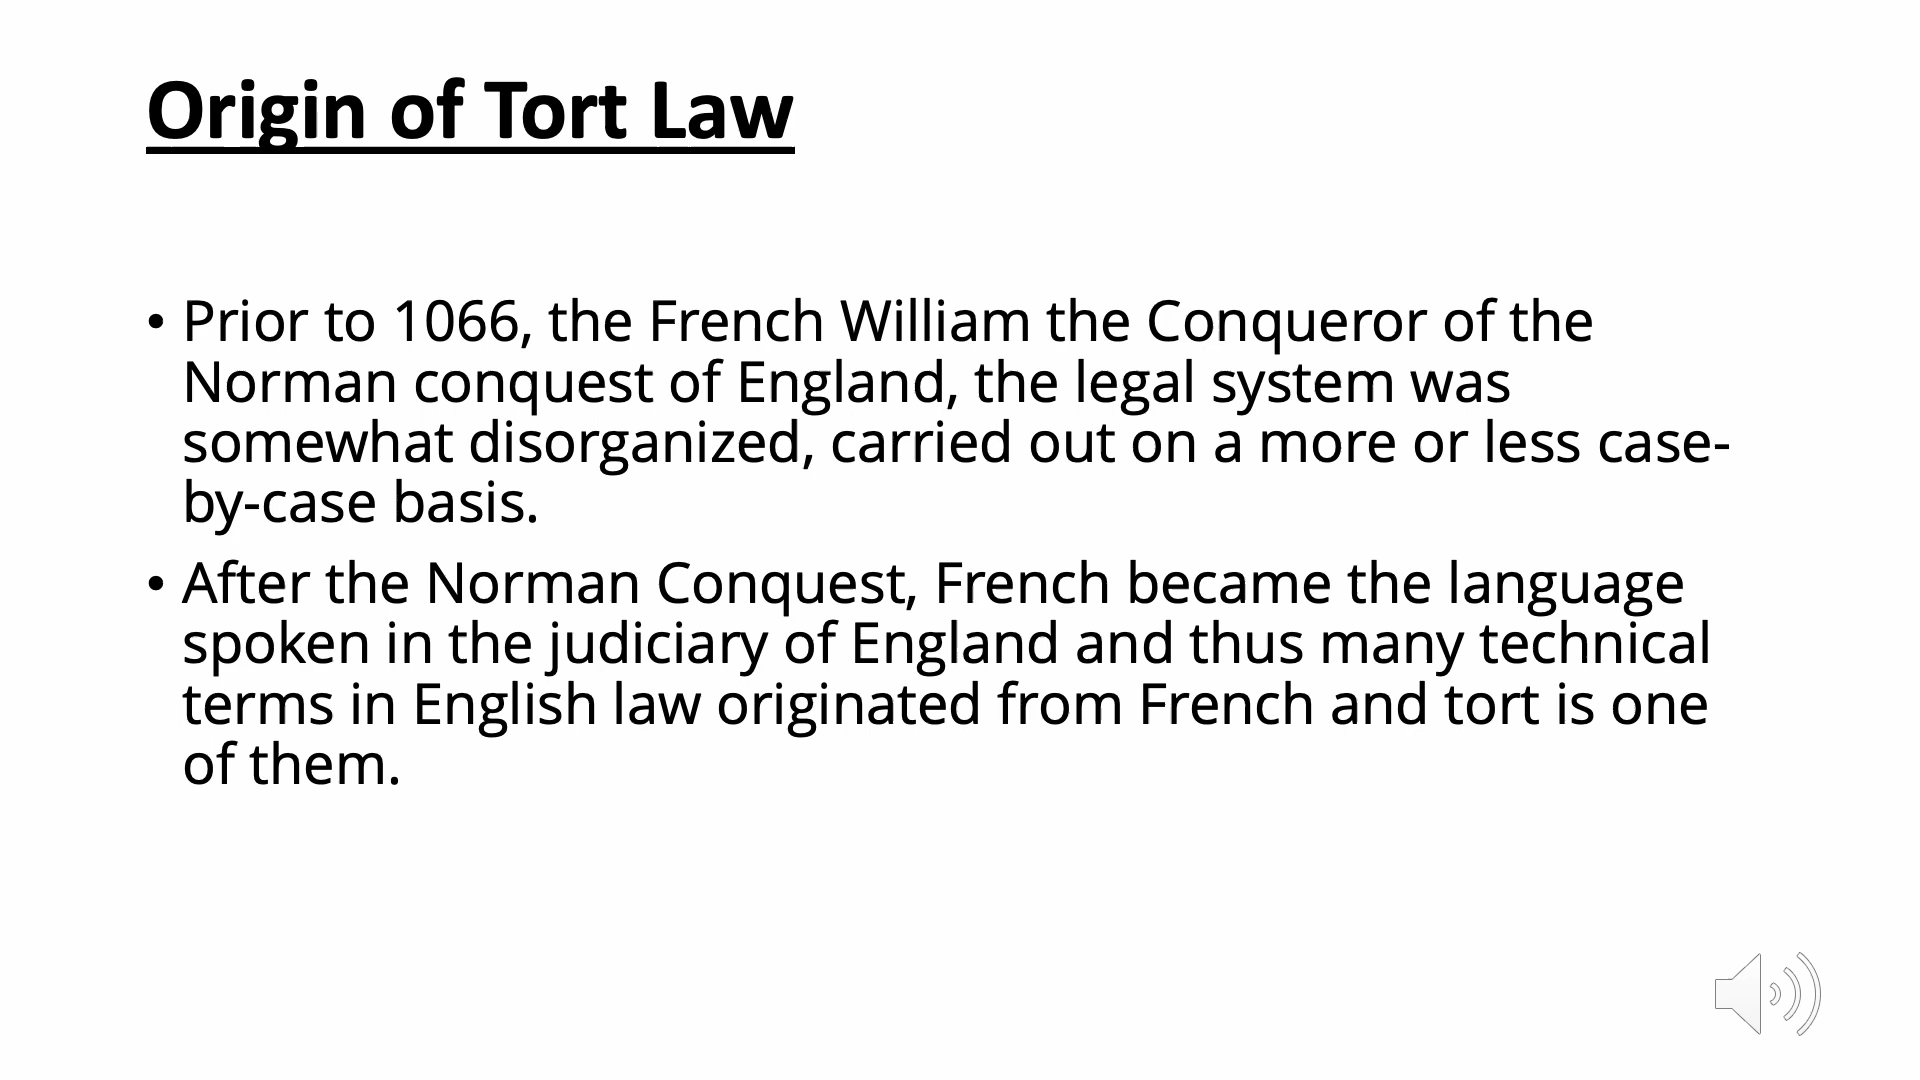 Origin of Tort Law
• Prior to 1066, the French William the Conqueror of the
Norman conquest of England, the legal system was
somewhat disorganized, carried out on a more or less case-
by-case basis.
• After the Norman Conquest, French became the language
spoken in the judiciary of England and thus many technical
terms in English law originated from French and tort is one
of them.